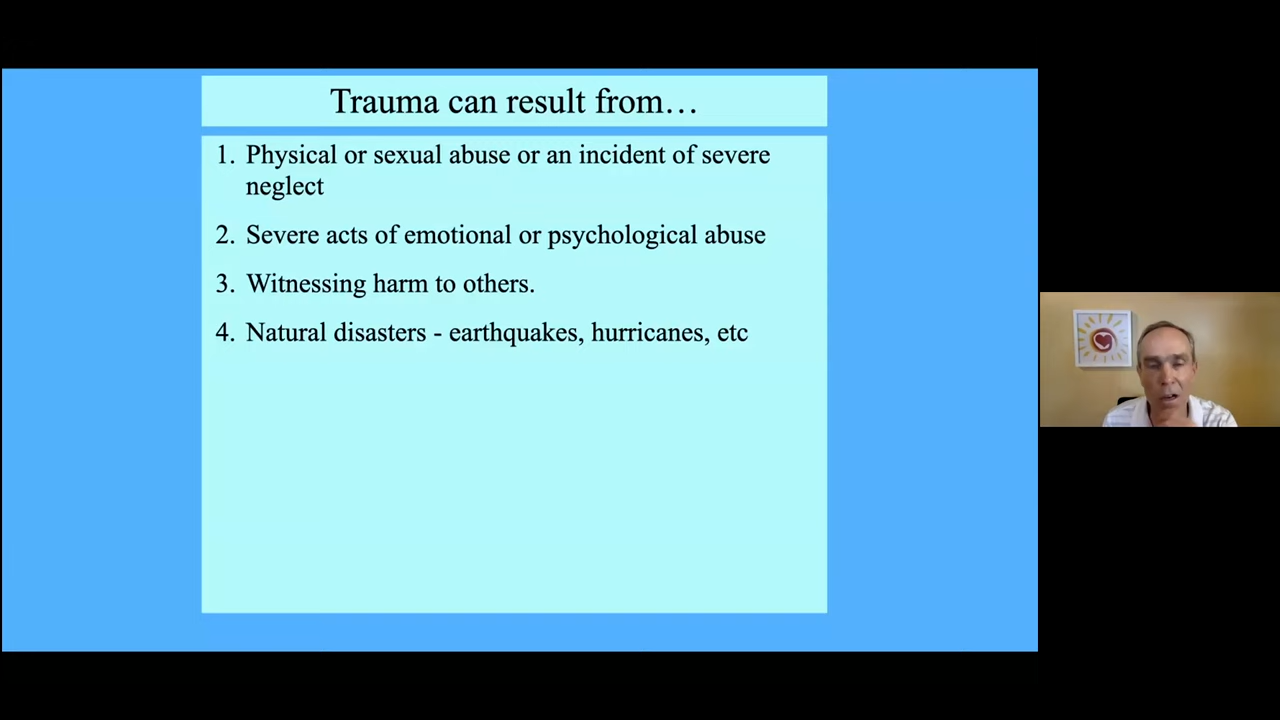 Trauma can result from…
1. Physical or sexual abuse or an incident of severe
neglect
2. Severe acts of emotional or psychological abuse
3. Witnessing harm to others.
4. Natural disasters - earthquakes, hurricanes, etc